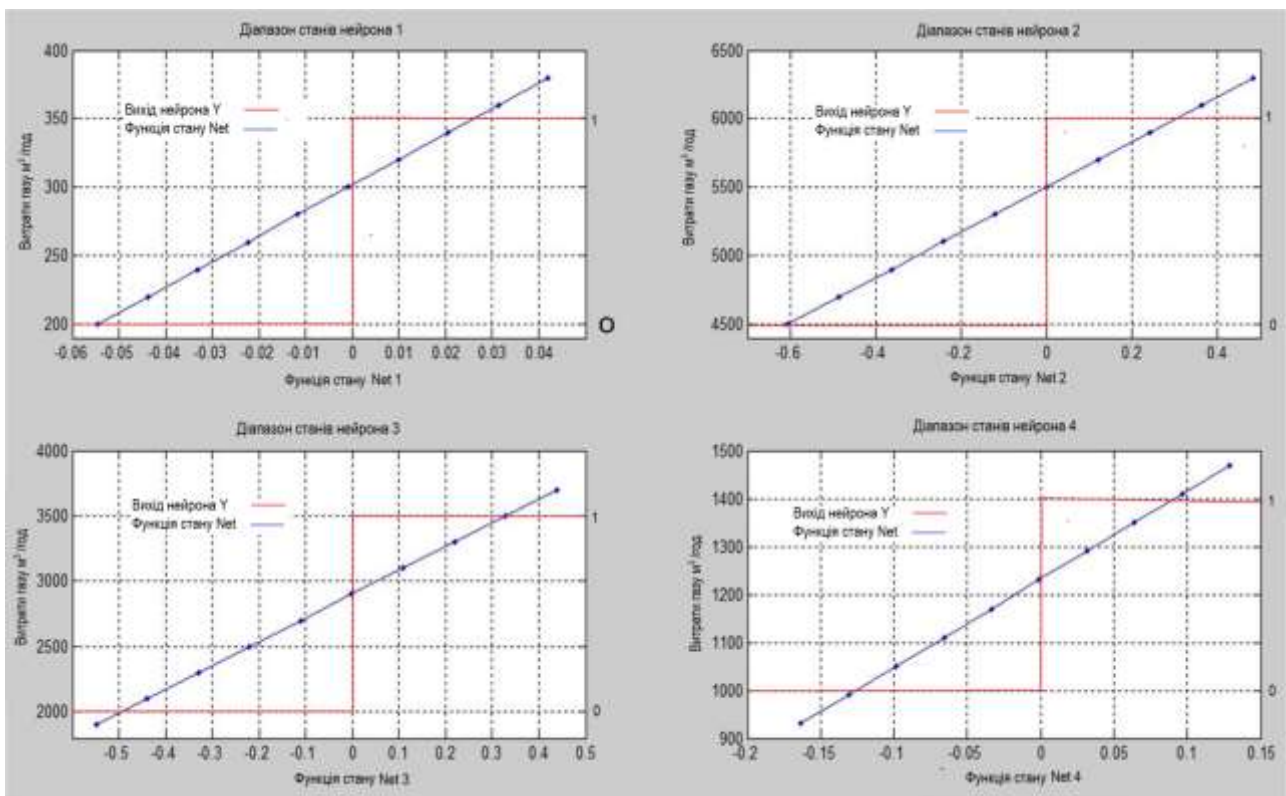 Діапазон станів нейрона 1
400
350
300
250
200
Витрати газу м³ /год
Вихід нейрона Y
Функція стану Net
1
О
-0.06 -0.05 -0.04 -0.03 -0.02 -0.01 0 0.01 0.02 0.03 0.04
Функція стану Net 1
Діапазон станів нейрона 2
6500
6000
5500
5000
4500
Витрати газу м³ /год
Вихід нейрона Y
Функція стану Net
1
0
-0.6 -0.4 -0.2 0 0.2 0.4
Функція стану Net 2
Діапазон станів нейрона 3
4000
3500
3000
2500
2000
Витрати газу м³ /год
Вихід нейрона Y
Функція стану Net
1
0
-0.5 -0.4 -0.3 -0.2 -0.1 0 0.1 0.2 0.3 0.4 0.5
Функція стану Net 3
Діапазон станів нейрона 4
1500
1400
1300
1200
1100
1000
900
Витрати газу м³ /год
Вихід нейрона Y
Функція стану Net
1
0
-0.2 -0.15 -0.1 -0.05 0 0.05 0.1 0.15
Функція стану Net 4